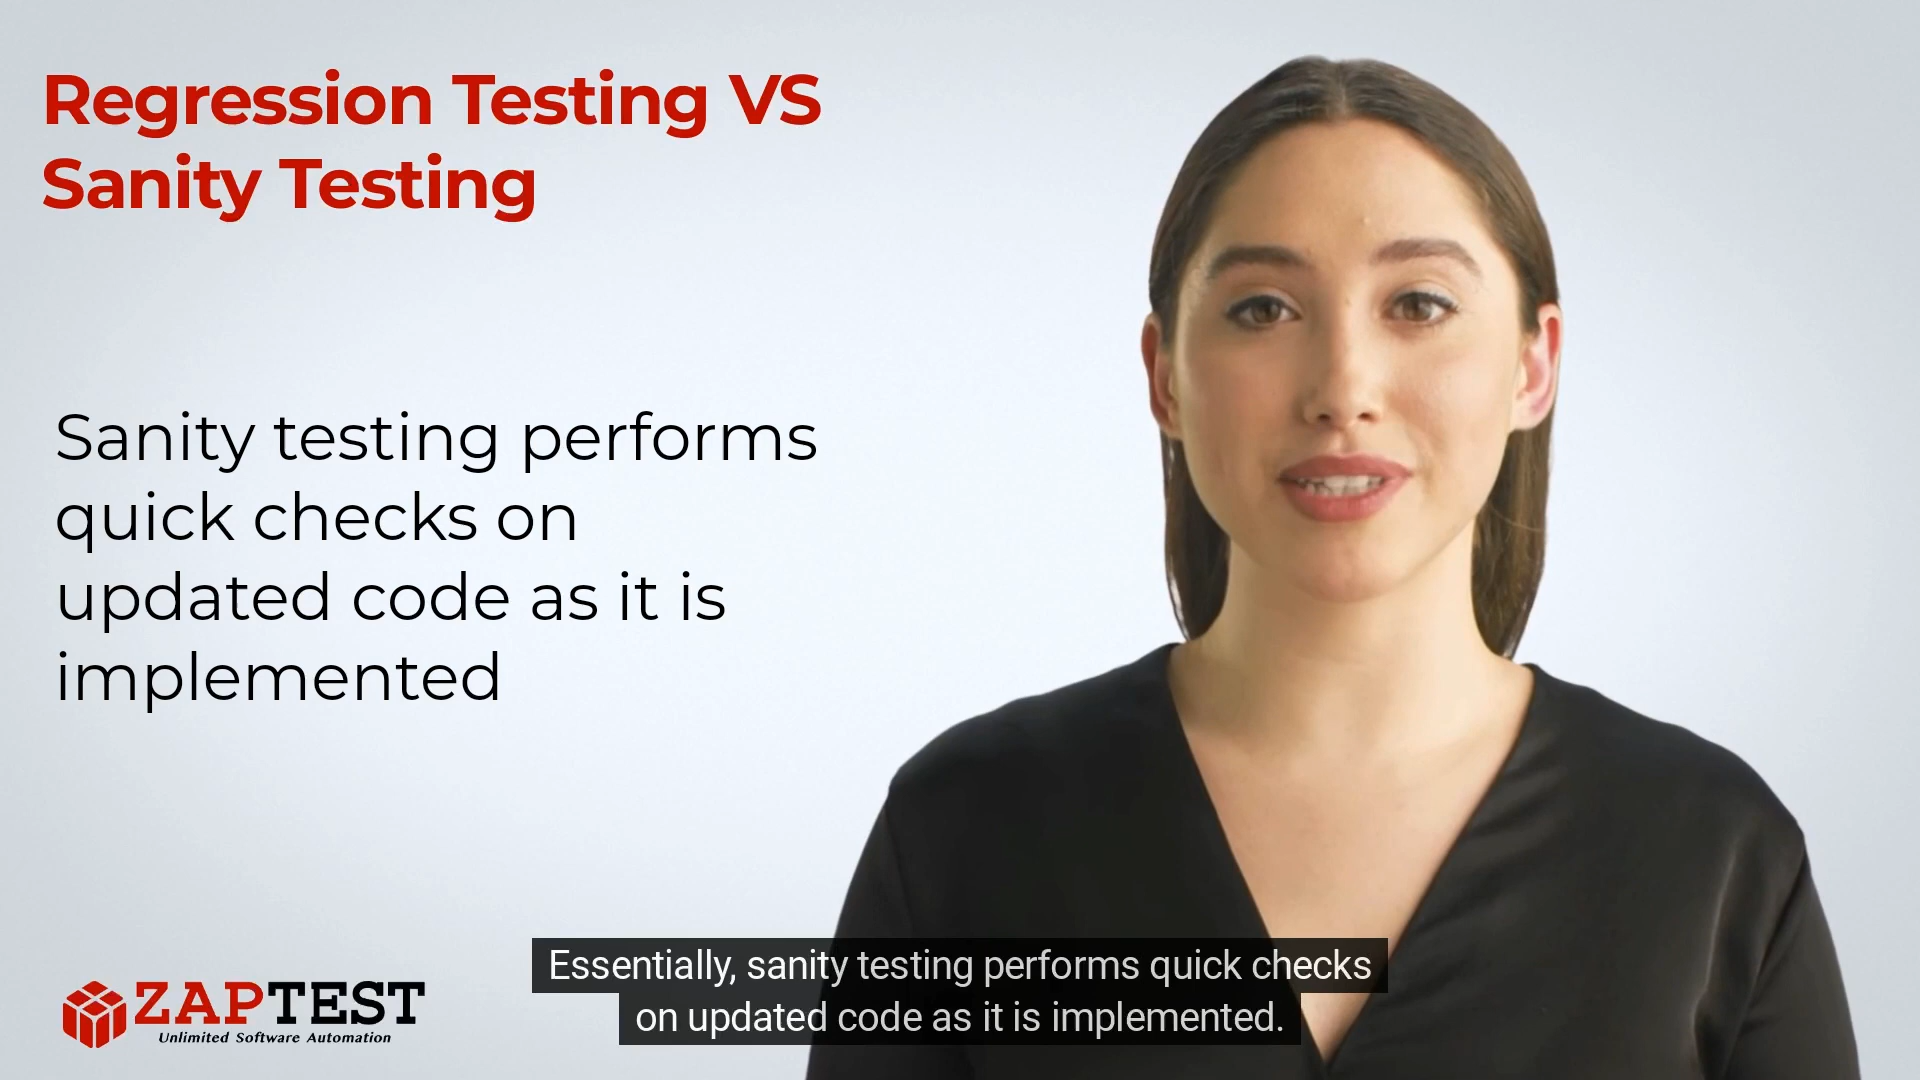 Regression Testing VS
Sanity Testing
Sanity testing performs
quick checks on
updated code as it is
implemented
ZAPTEST
Unlimited Software Automation
Essentially, sanity testing performs quick checks
on updated code as it is implemented.